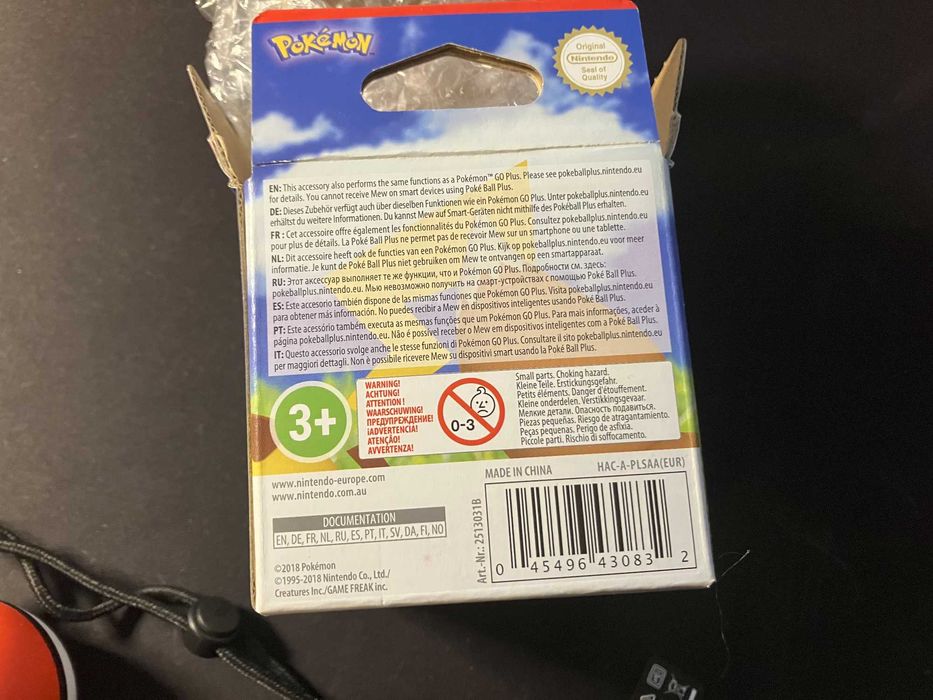 POKéMON
Original
Nintendo
Seal of
Quality
EN: This accessory also performs the same functions as a Pokémon™ GO Plus. Please see pokeballplus.nintendo.eu
for details. You cannot receive Mew on smart devices using Poké Ball Plus.
DE: Dieses Zubehör verfügt auch über dieselben Funktionen wie ein Pokémon GO Plus. Unter pokeballplus.nintendo.eu
erhältst du weitere Informationen. Du kannst Mew auf Smart-Geräten nicht mithilfe des Pokéball Plus erhalten.
FR : Cet accessoire offre également les fonctionnalités du Pokémon GO Plus. Consultez pokeballplus.nintendo.eu
pour plus de détails. La Poké Ball Plus ne permet pas de recevoir Mew sur un smartphone ou une tablette.
NL: Dit accessoire heeft ook de functies van een Pokémon GO Plus. Kijk op pokeballplus.nintendo.eu voor meer
informatie. Je kunt de Poké Ball Plus niet gebruiken om Mew te ontvangen op een smartapparaat.
RU: Этот аксессуар выполняет те же функции, что и Pokémon GO Plus. Подробности см. здесь:
pokeballplus.nintendo.eu. Мью невозможно получить на смарт-устройствах с помощью Poké Ball Plus.
ES: Este accesorio también dispone de las mismas funciones que Pokémon GO Plus. Visita pokeballplus.nintendo.eu
para obtener más información. No puedes recibir a Mew en dispositivos inteligentes usando Poké Ball Plus.
PT: Este acessório também executa as mesmas funções que um Pokémon GO Plus. Para mais informações, acede à
página pokeballplus.nintendo.eu. Não é possível receber o Mew em dispositivos inteligentes com a Poké Ball Plus.
IT: Questo accessorio svolge anche le stesse funzioni di Pokémon GO Plus. Consultare il sito pokeballplus.nintendo.eu
per maggiori dettagli. Non è possibile ricevere Mew su dispositivi smart usando la Poké Ball Plus.
3+
WARNING!
ACHTUNG!
ATTENTION !
WAARSCHUWING!
ПРЕДУПРЕЖДЕНИЕ!
¡ADVERTENCIA!
ATENÇÃO!
AVVERTENZA!
0-3
Small parts. Choking hazard.
Kleine Teile. Erstickungsgefahr.
Petits éléments. Danger d'étouffement.
Kleine onderdelen. Verstikkingsgevaar.
Мелкие детали. Опасность подавиться.
Piezas pequeñas. Riesgo de atragantamiento.
Peças pequenas. Perigo de asfixia.
Piccole parti. Rischio di soffocamento.
www.nintendo-europe.com
www.nintendo.com.au
MADE IN CHINA
HAC-A-PLSAA(EUR)
DOCUMENTATION
EN, DE, FR, NL, RU, ES, PT, IT, SV, DA, FI, NO
Art.-Nr.: 2513031B
0 45496 43083 2
©2018 Pokémon
©1995-2018 Nintendo Co., Ltd./
Creatures Inc./GAME FREAK inc.